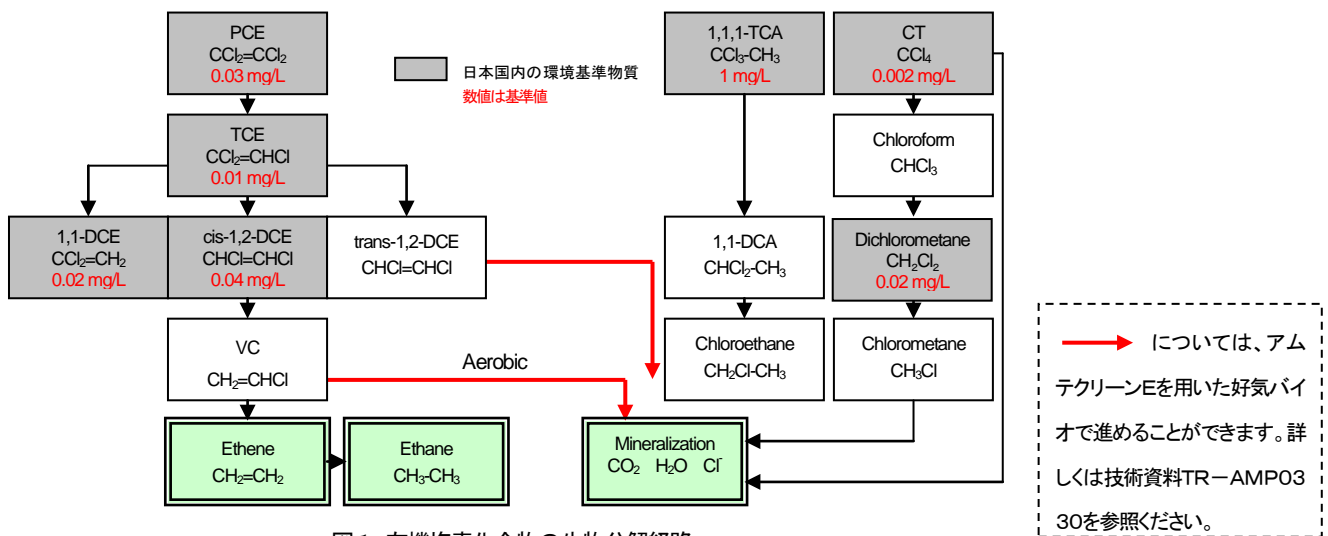 PCE
CCl₂=CCl₂
0.03 mg/L
日本国内の環境基準物質
数値は基準値
1,1,1-TCA
CCl₃-CH₃
1 mg/L
CT
CCl₄
0.002 mg/L
TCE
CCl₂=CHCl
0.01 mg/L
Chloroform
CHCl₃
1,1-DCE
CCl₂=CH₂
0.02 mg/L
cis-1,2-DCE
CHCl=CHCl
0.04 mg/L
trans-1,2-DCE
CHCl=CHCl
1,1-DCA
CHCl₂-CH₃
Dichlorometane
CH₂Cl₂
0.02 mg/L
VC
CH₂=CHCl
Aerobic
Chloroethane
CH₂Cl-CH₃
Chlorometane
CH₃Cl
Ethene
CH₂=CH₂
Ethane
CH₃-CH₃
Mineralization
CO₂ H₂O Cl⁻
については、アム
テクリーンEを用いた好気バイ
オで進めることができます。詳
しくは技術資料TR－AMP03
30を参照ください。